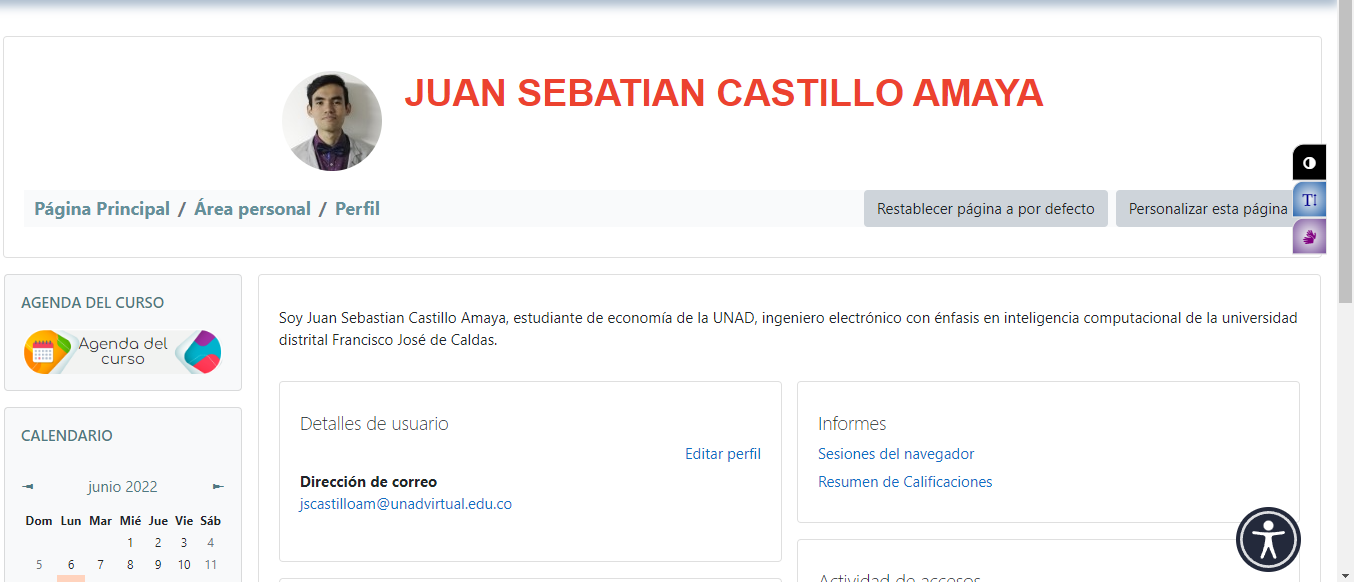 JUAN SEBATIAN CASTILLO AMAYA
Página Principal / Área personal / Perfil
Restablecer página a por defecto
Personalizar esta página
T!
AGENDA DEL CURSO
Agenda del
curso
CALENDARIO
◄ junio 2022 ►
Dom Lun Mar Mié Jue Vie Sáb
1 2 3 4
5 6 7 8 9 10 11
Soy Juan Sebastian Castillo Amaya, estudiante de economía de la UNAD, ingeniero electrónico con énfasis en inteligencia computacional de la universidad
distrital Francisco José de Caldas.
Detalles de usuario
Editar perfil
Dirección de correo
jscastilloam@unadvirtual.edu.co
Informes
Sesiones del navegador
Resumen de Calificaciones
Actividad de accesos